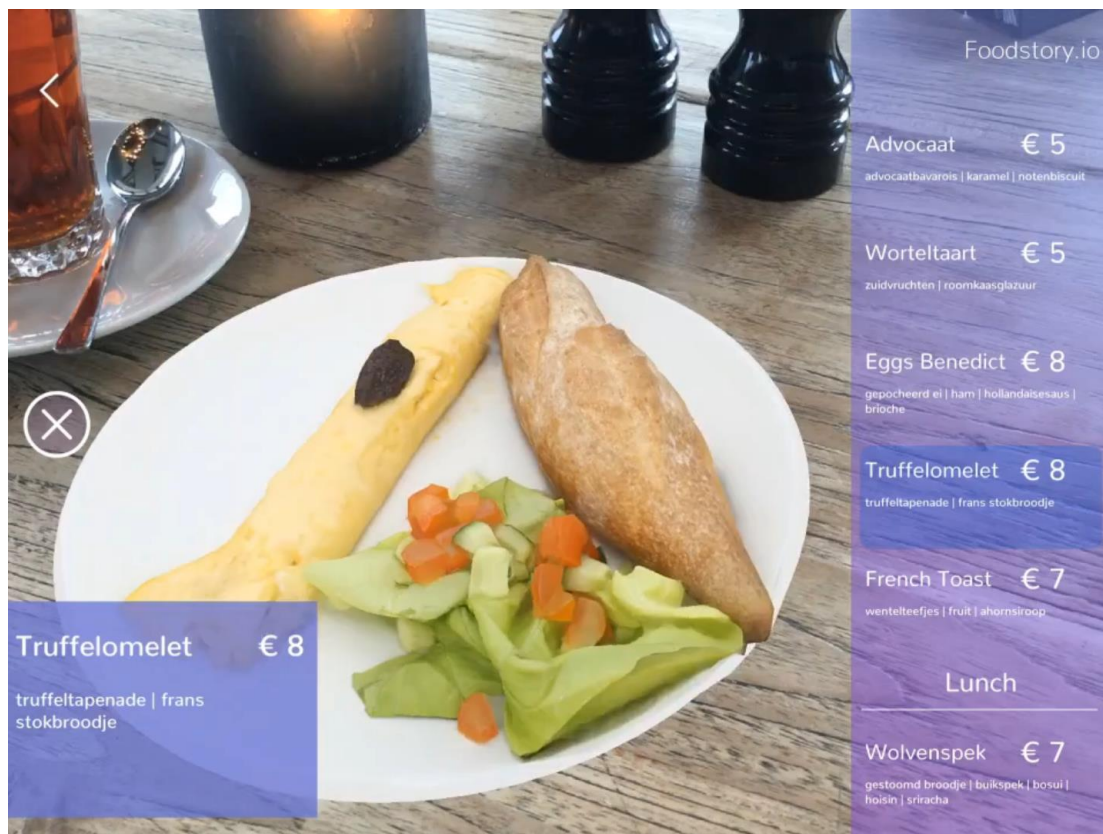 Foodstory.io
Advocaat € 5
advocaatbavarois | karamel | notenbiscuit
Worteltaart € 5
zuidvruchten | roomkaasglazuur
Eggs Benedict € 8
gepocheerd ei | ham | hollandaisesaus |
brioche
Truffelomelet € 8
truffeltapenade | frans stokbroodje
French Toast € 7
wentelteefjes | fruit | ahornsiroop
Lunch
Wolvenspek € 7
gestoomd broodje | buikspek | bosui |
hoisin | sriracha
Truffelomelet € 8
truffeltapenade | frans
stokbroodje